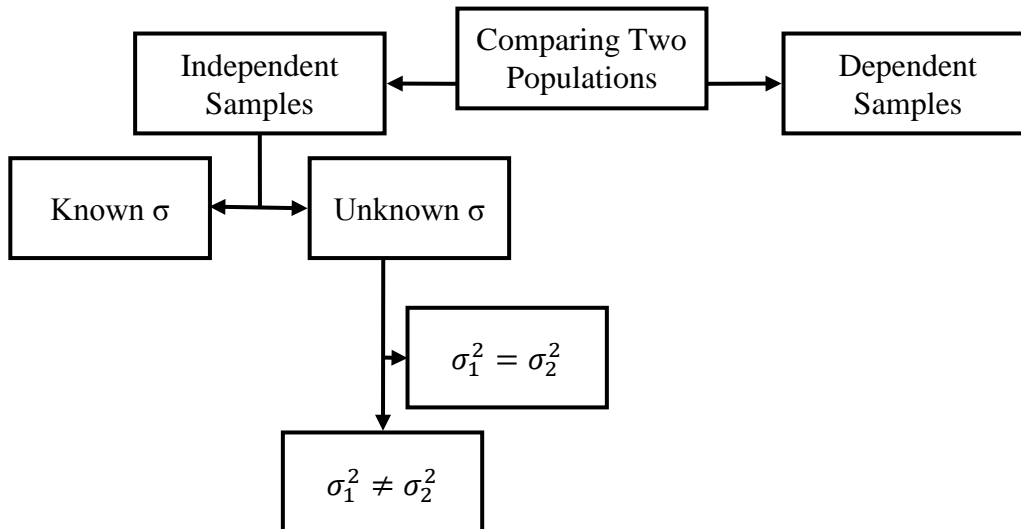 Comparing Two
Populations
Independent
Samples
Dependent
Samples
Known σ
Unknown σ
𝜎₁² = 𝜎₂²
𝜎₁² ≠ 𝜎₂²